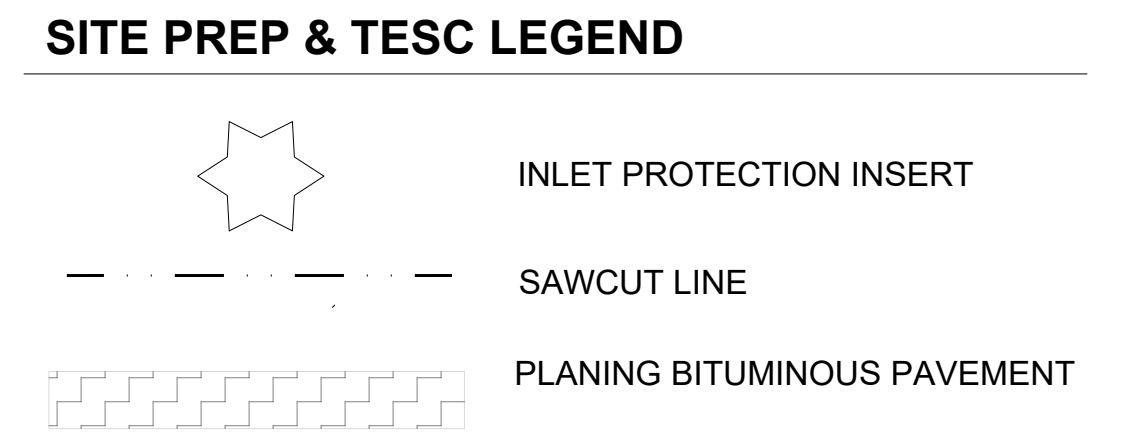 SITE PREP & TESC LEGEND
INLET PROTECTION INSERT
SAWCUT LINE
PLANING BITUMINOUS PAVEMENT